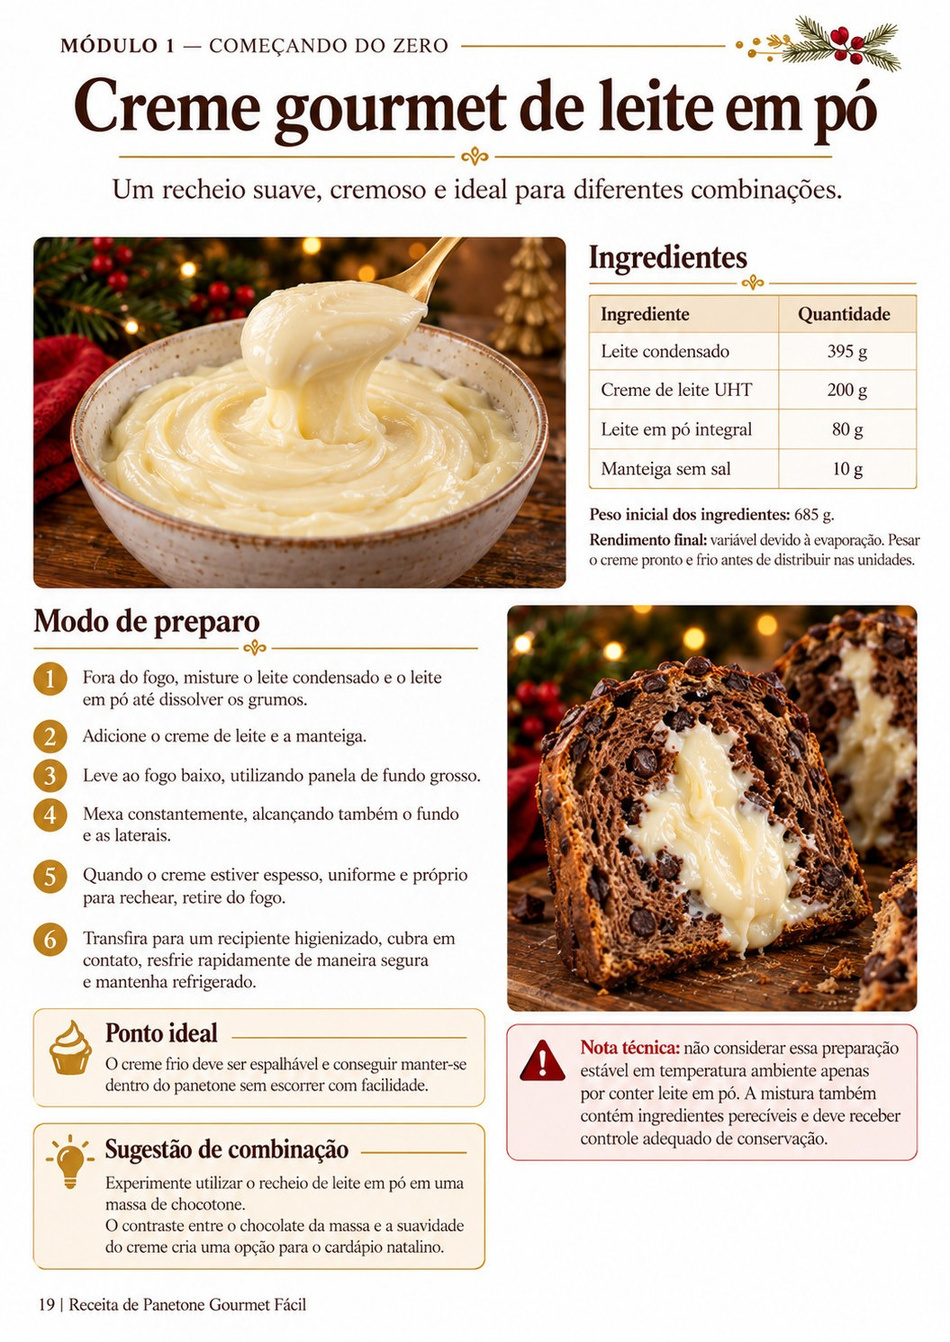 MÓDULO 1 — COMEÇANDO DO ZERO
Creme gourmet de leite em pó
Um recheio suave, cremoso e ideal para diferentes combinações.
Ingredientes
Ingrediente Quantidade
Leite condensado 395 g
Creme de leite UHT 200 g
Leite em pó integral 80 g
Manteiga sem sal 10 g
Peso inicial dos ingredientes: 685 g.
Rendimento final: variável devido à evaporação. Pesar
o creme pronto e frio antes de distribuir nas unidades.
Modo de preparo
1 Fora do fogo, misture o leite condensado e o leite
em pó até dissolver os grumos.
2 Adicione o creme de leite e a manteiga.
3 Leve ao fogo baixo, utilizando panela de fundo grosso.
4 Mexa constantemente, alcançando também o fundo
e as laterais.
5 Quando o creme estiver espesso, uniforme e próprio
para rechear, retire do fogo.
6 Transfira para um recipiente higienizado, cubra em
contato, resfrie rapidamente de maneira segura
e mantenha refrigerado.
Ponto ideal
O creme frio deve ser espalhável e conseguir manter-se
dentro do panetone sem escorrer com facilidade.
Sugestão de combinação
Experimente utilizar o recheio de leite em pó em uma
massa de chocotone.
O contraste entre o chocolate da massa e a suavidade
do creme cria uma opção para o cardápio natalino.
Nota técnica: não considerar essa preparação
estável em temperatura ambiente apenas
por conter leite em pó. A mistura também
contém ingredientes perecíveis e deve receber
controle adequado de conservação.
19 | Receita de Panetone Gourmet Fácil